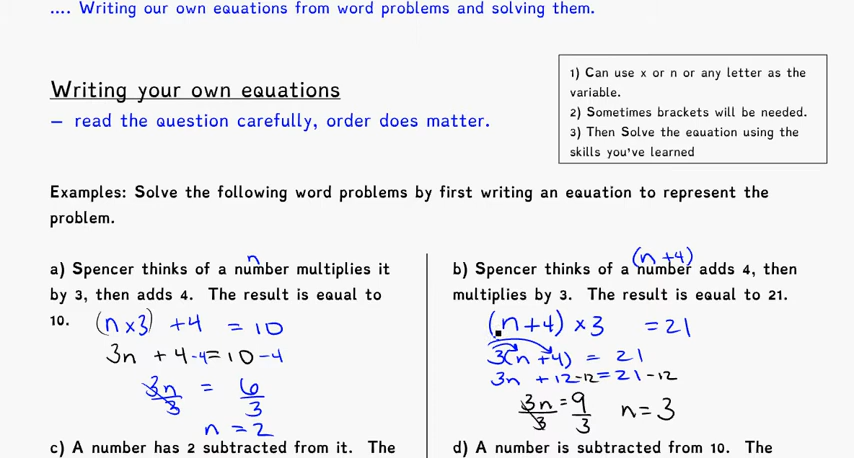 .... Writing our own equations from word problems and solving them.
Writing your own equations
– read the question carefully, order does matter.
1) Can use x or n or any letter as the
variable.
2) Sometimes brackets will be needed.
3) Then Solve the equation using the
skills you've learned
Examples: Solve the following word problems by first writing an equation to represent the
problem.
n
a) Spencer thinks of a number multiplies it
by 3, then adds 4. The result is equal to
10. (n x 3) + 4 = 10
3n + 4 - 4 = 10 - 4
3n/3 = 6/3
n = 2
c) A number has 2 subtracted from it. The
(n + 4)
b) Spencer thinks of a number adds 4, then
multiplies by 3. The result is equal to 21.
(n + 4) x 3 = 21
3(n + 4) = 21
3n + 12 - 12 = 21 - 12
3n/3 = 9/3 n = 3
d) A number is subtracted from 10. The